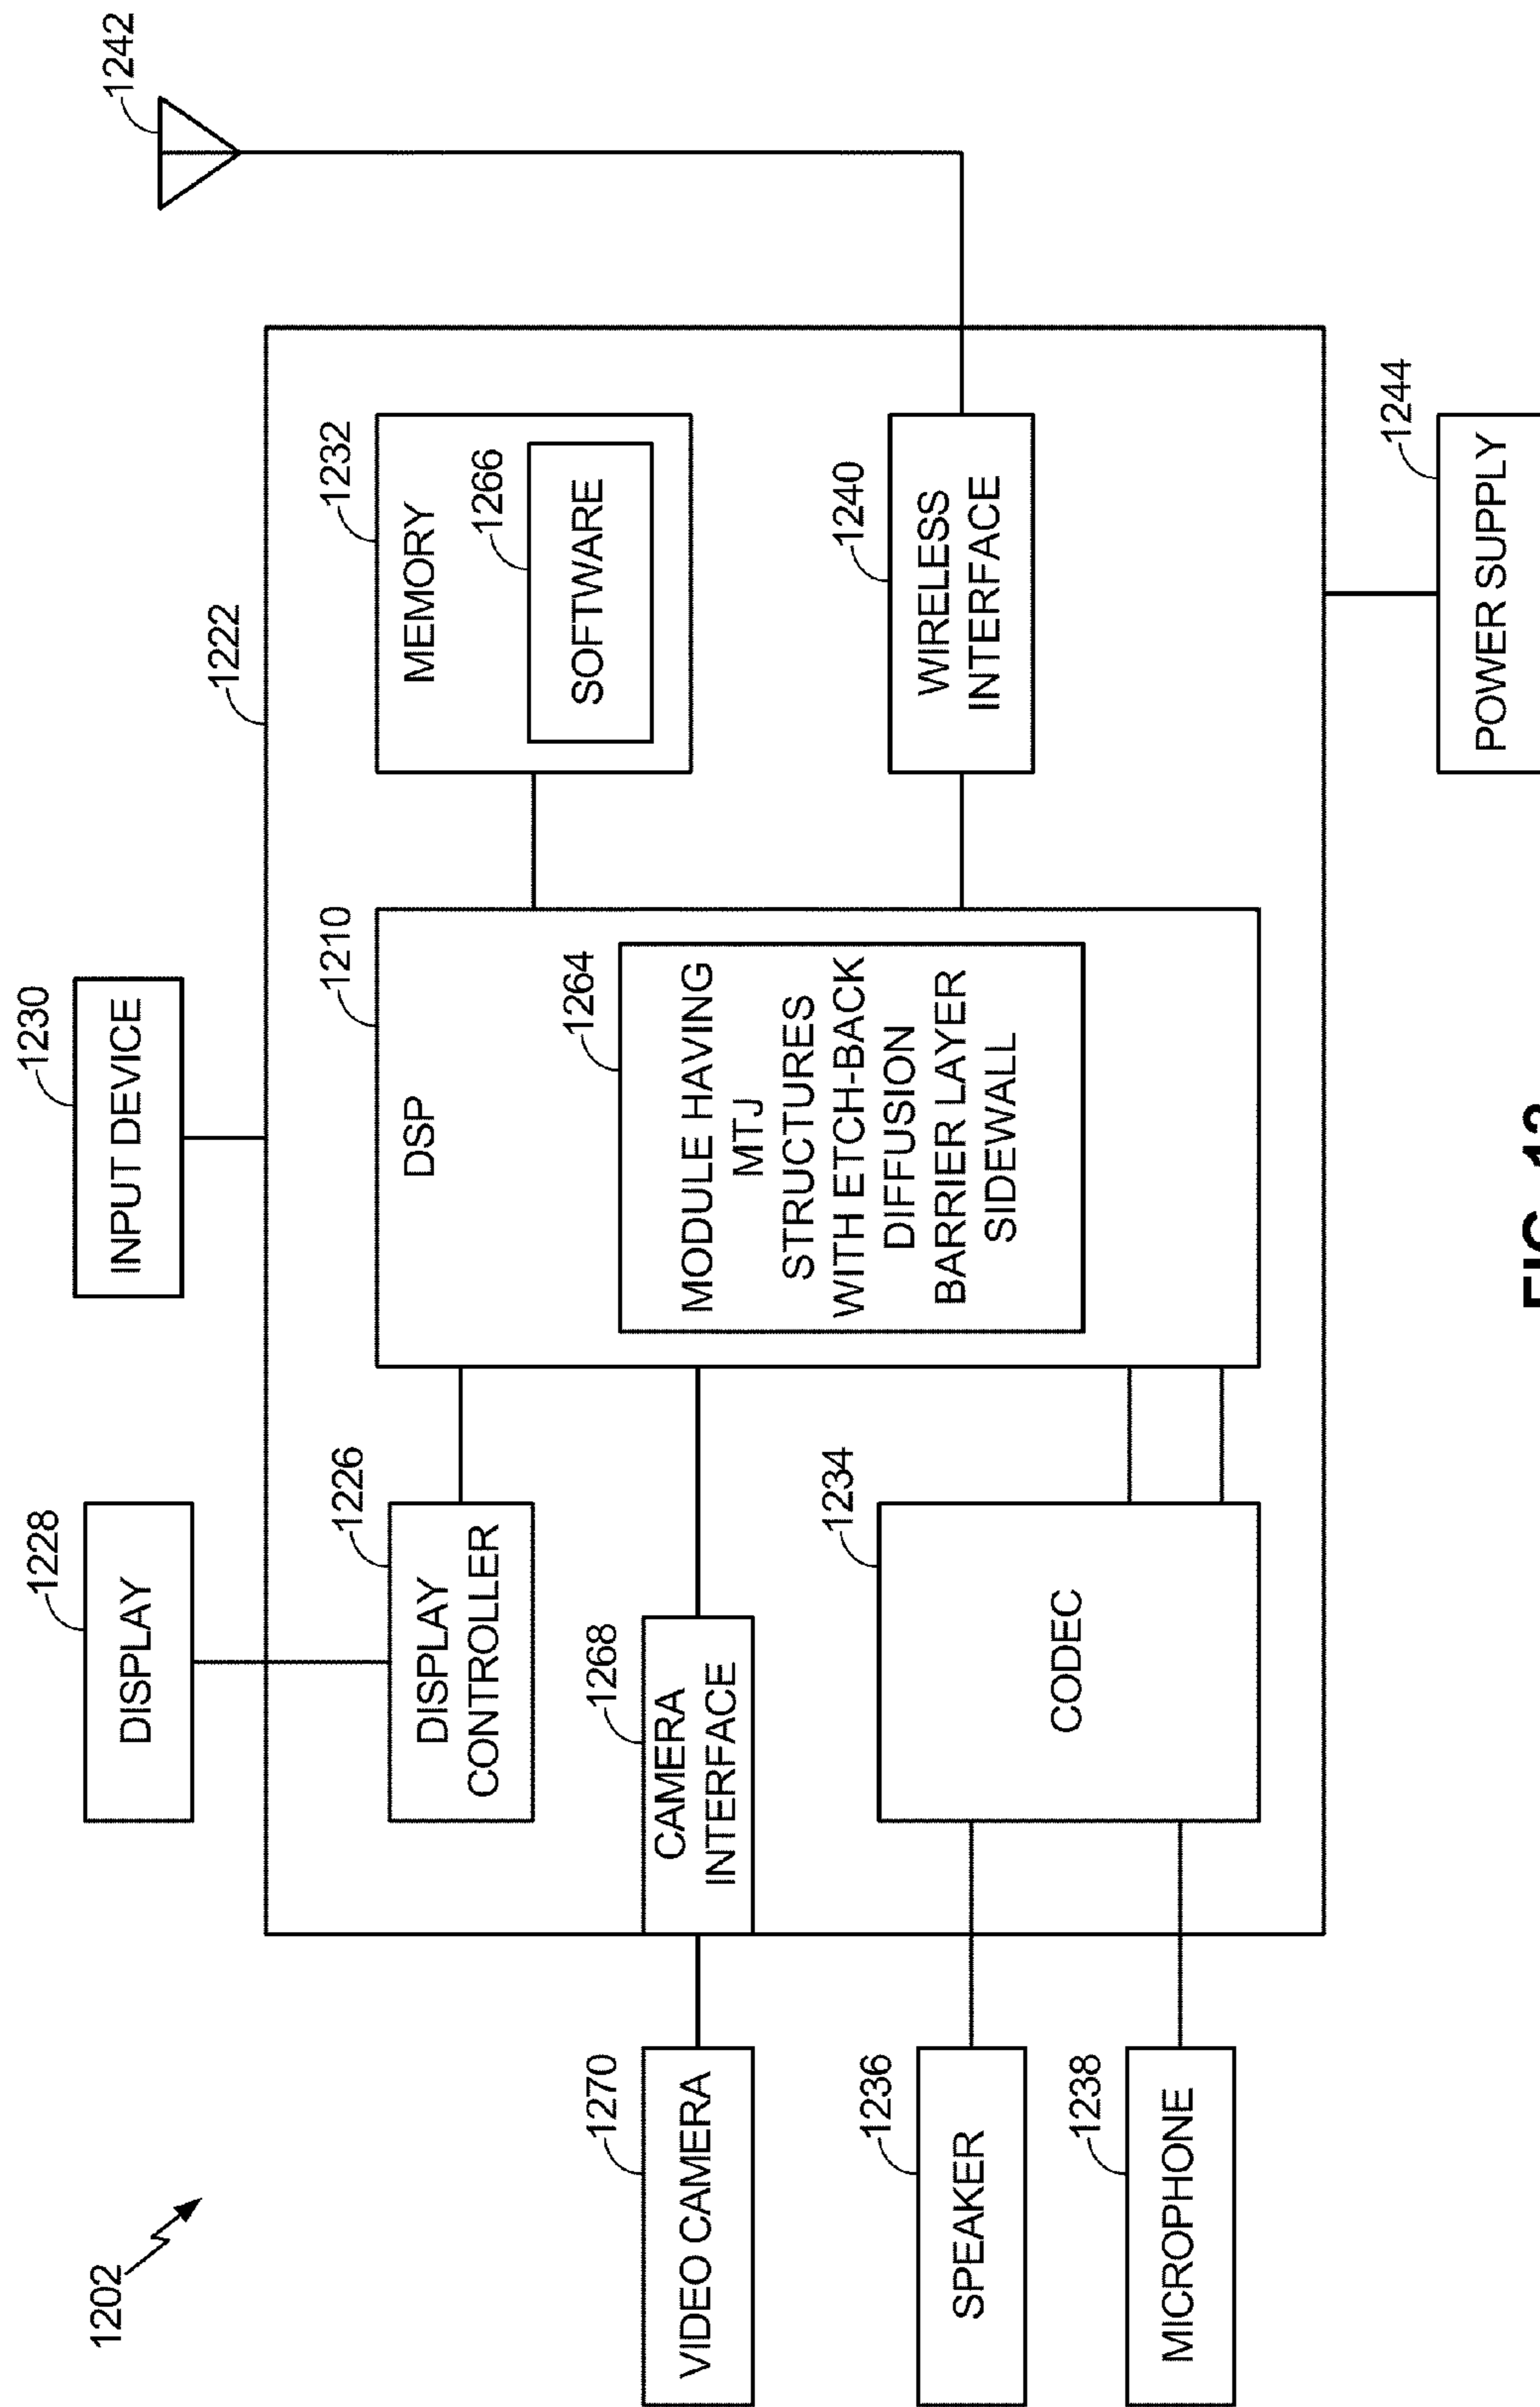 1202
1228
DISPLAY
1230
INPUT DEVICE
1242
1222
1226
DISPLAY
CONTROLLER
1210
DSP
1232
MEMORY
1266
SOFTWARE
1270
VIDEO CAMERA
1268
CAMERA
INTERFACE
1264
MODULE HAVING
MTJ
STRUCTURES
WITH ETCH-BACK
DIFFUSION
BARRIER LAYER
SIDEWALL
1236
SPEAKER
1234
CODEC
1240
WIRELESS
INTERFACE
1238
MICROPHONE
1244
POWER SUPPLY
FIG